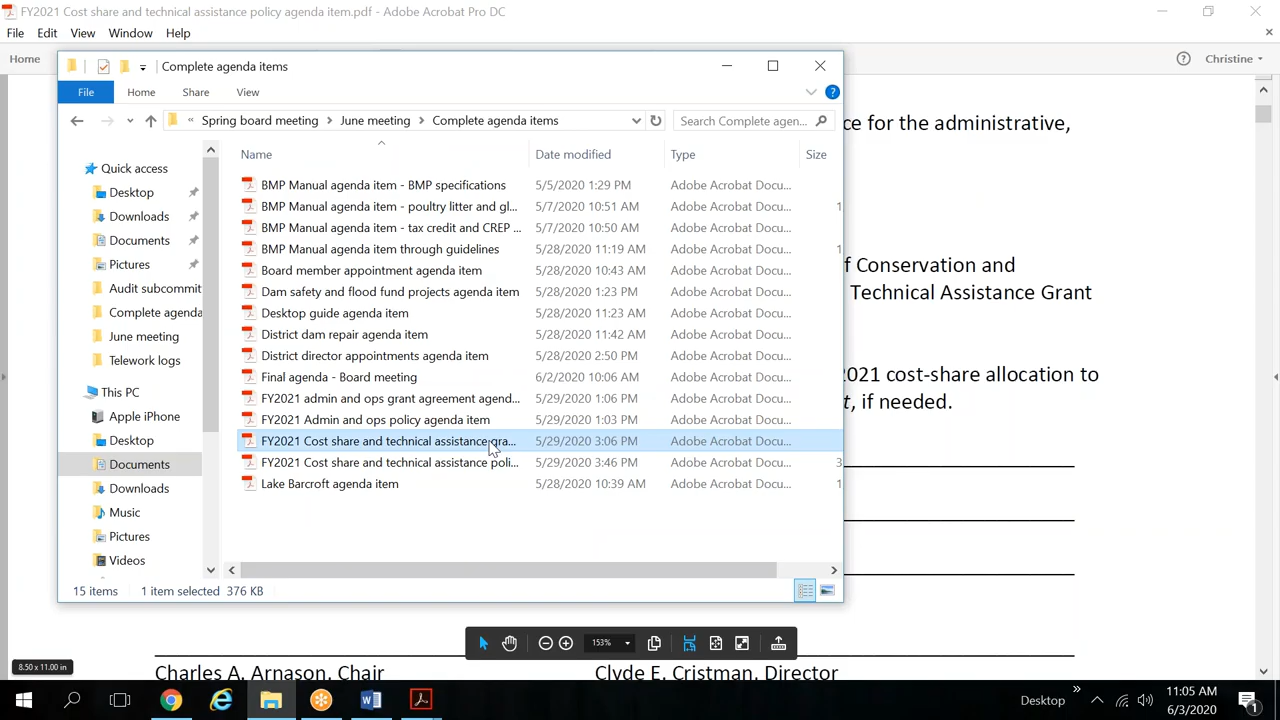 FY2021 Cost share and technical assistance policy agenda item.pdf - Adobe Acrobat Pro DC
File Edit View Window Help
Home
Christine
Complete agenda items
File Home Share View
« Spring board meeting > June meeting > Complete agenda items
Search Complete agen...
Name Date modified Type Size
Quick access
Desktop
Downloads
Documents
Pictures
Audit subcommit
Complete agenda
June meeting
Telework logs
This PC
Apple iPhone
Desktop
Documents
Downloads
Music
Pictures
Videos
BMP Manual agenda item - BMP specifications 5/5/2020 1:29 PM Adobe Acrobat Docu...
BMP Manual agenda item - poultry litter and gl... 5/7/2020 10:51 AM Adobe Acrobat Docu... 1
BMP Manual agenda item - tax credit and CREP ... 5/7/2020 10:50 AM Adobe Acrobat Docu...
BMP Manual agenda item through guidelines 5/28/2020 11:19 AM Adobe Acrobat Docu... 1
Board member appointment agenda item 5/28/2020 10:43 AM Adobe Acrobat Docu...
Dam safety and flood fund projects agenda item 5/28/2020 1:23 PM Adobe Acrobat Docu...
Desktop guide agenda item 5/28/2020 11:23 AM Adobe Acrobat Docu...
District dam repair agenda item 5/28/2020 11:42 AM Adobe Acrobat Docu...
District director appointments agenda item 5/28/2020 2:50 PM Adobe Acrobat Docu...
Final agenda - Board meeting 6/2/2020 10:06 AM Adobe Acrobat Docu...
FY2021 admin and ops grant agreement agend... 5/29/2020 1:06 PM Adobe Acrobat Docu...
FY2021 Admin and ops policy agenda item 5/29/2020 1:03 PM Adobe Acrobat Docu...
FY2021 Cost share and technical assistance gra... 5/29/2020 3:06 PM Adobe Acrobat Docu...
FY2021 Cost share and technical assistance poli... 5/29/2020 3:46 PM Adobe Acrobat Docu... 3
Lake Barcroft agenda item 5/28/2020 10:39 AM Adobe Acrobat Docu... 1
15 items 1 item selected 376 KB
ce for the administrative,
f Conservation and
Technical Assistance Grant
2021 cost-share allocation to
t, if needed.
153%
8.50 x 11.00 in
Charles A. Arnason, Chair Clyde E. Cristman, Director
Desktop
11:05 AM
6/3/2020
1